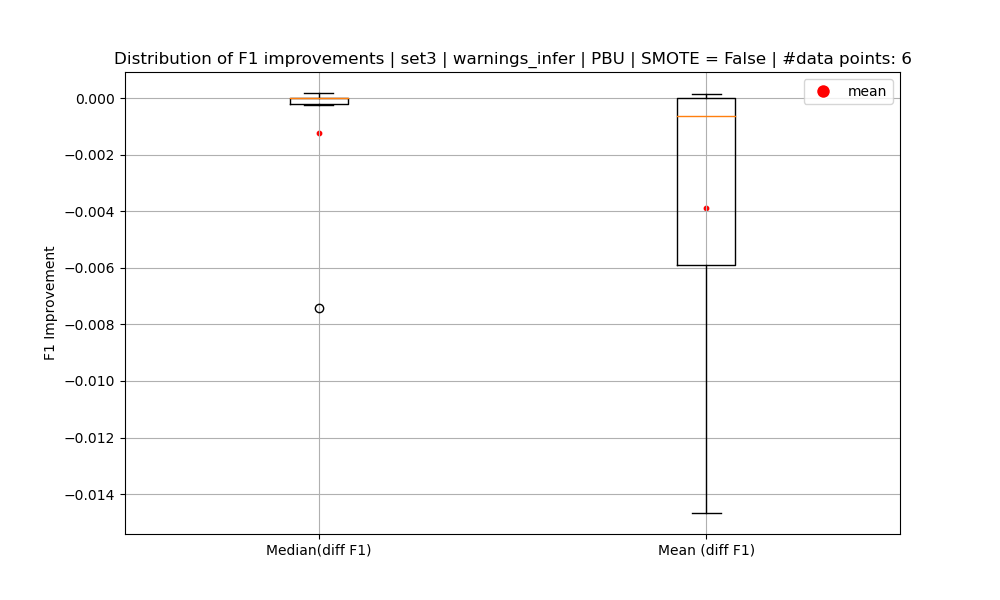 Distribution of F1 improvements | set3 | warnings_infer | PBU | SMOTE = False | #data points: 6
mean
0.000
−0.002
−0.004
−0.006
−0.008
−0.010
−0.012
−0.014
F1 Improvement
Median(diff F1)
Mean (diff F1)